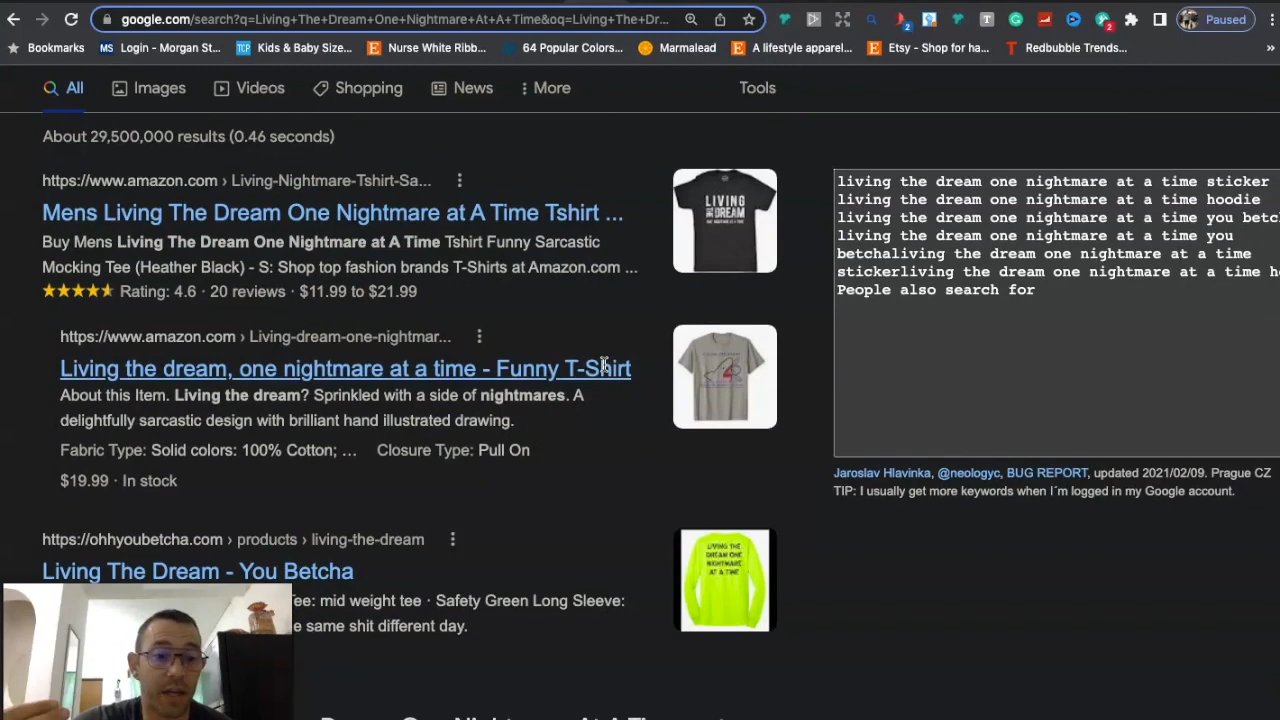 google.com/search?q=Living+The+Dream+One+Nightmare+At+A+Time&oq=Living+The+Dr...
2
2
Paused
Bookmarks
Login - Morgan St...
Kids & Baby Size...
Nurse White Ribb...
64 Popular Colors...
Marmalead
A lifestyle apparel...
Etsy - Shop for ha...
Redbubble Trends...
»
All
Images
Videos
Shopping
News
More
Tools
About 29,500,000 results (0.46 seconds)
https://www.amazon.com › Living-Nightmare-Tshirt-Sa...
Mens Living The Dream One Nightmare at A Time Tshirt ...
Buy Mens Living The Dream One Nightmare at A Time Tshirt Funny Sarcastic
Mocking Tee (Heather Black) - S: Shop top fashion brands T-Shirts at Amazon.com ...
Rating: 4.6 · 20 reviews · $11.99 to $21.99
LIVING
DREAM
https://www.amazon.com › Living-dream-one-nightmar...
Living the dream, one nightmare at a time - Funny T-Shirt
About this Item. Living the dream? Sprinkled with a side of nightmares. A
delightfully sarcastic design with brilliant hand illustrated drawing.
Fabric Type: Solid colors: 100% Cotton; ... Closure Type: Pull On
$19.99 · In stock
https://ohhyoubetcha.com › products › living-the-dream
Living The Dream - You Betcha
Tee: mid weight tee · Safety Green Long Sleeve:
e same shit different day.
LIVING THE
DREAM ONE
NIGHTMARE
AT A TIME
living the dream one nightmare at a time sticker
living the dream one nightmare at a time hoodie
living the dream one nightmare at a time you betc
living the dream one nightmare at a time you
betchaliving the dream one nightmare at a time
stickerliving the dream one nightmare at a time h
People also search for
Jaroslav Hlavinka, @neologyc, BUG REPORT, updated 2021/02/09. Prague CZ
TIP: I usually get more keywords when I´m logged in my Google account.